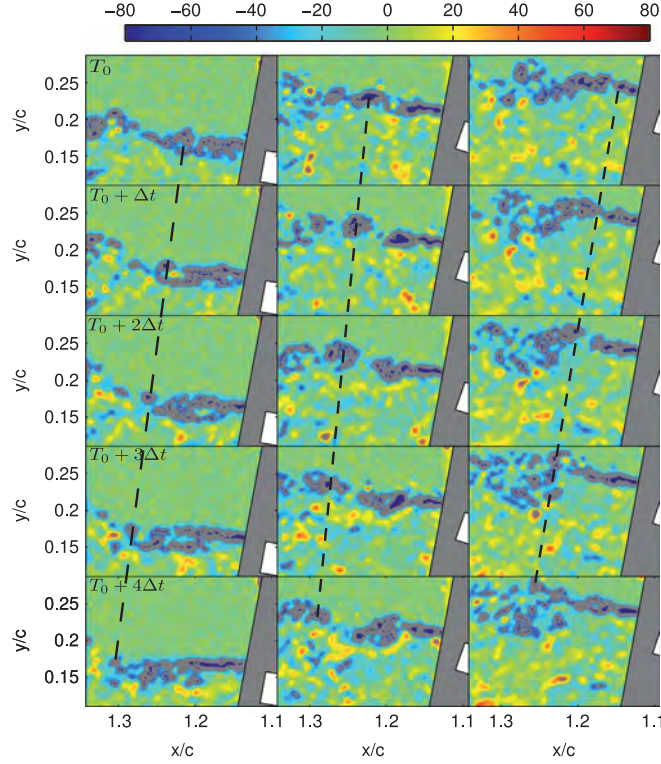 −80 −60 −40 −20 0 20 40 60 80
T₀
y/c 0.25 0.2 0.15
T₀ + Δt
y/c 0.25 0.2 0.15
T₀ + 2Δt
y/c 0.25 0.2 0.15
T₀ + 3Δt
y/c 0.25 0.2 0.15
T₀ + 4Δt
y/c 0.25 0.2 0.15
1.3 1.2 1.1 1.3 1.2 1.1 1.3 1.2 1.1
x/c x/c x/c